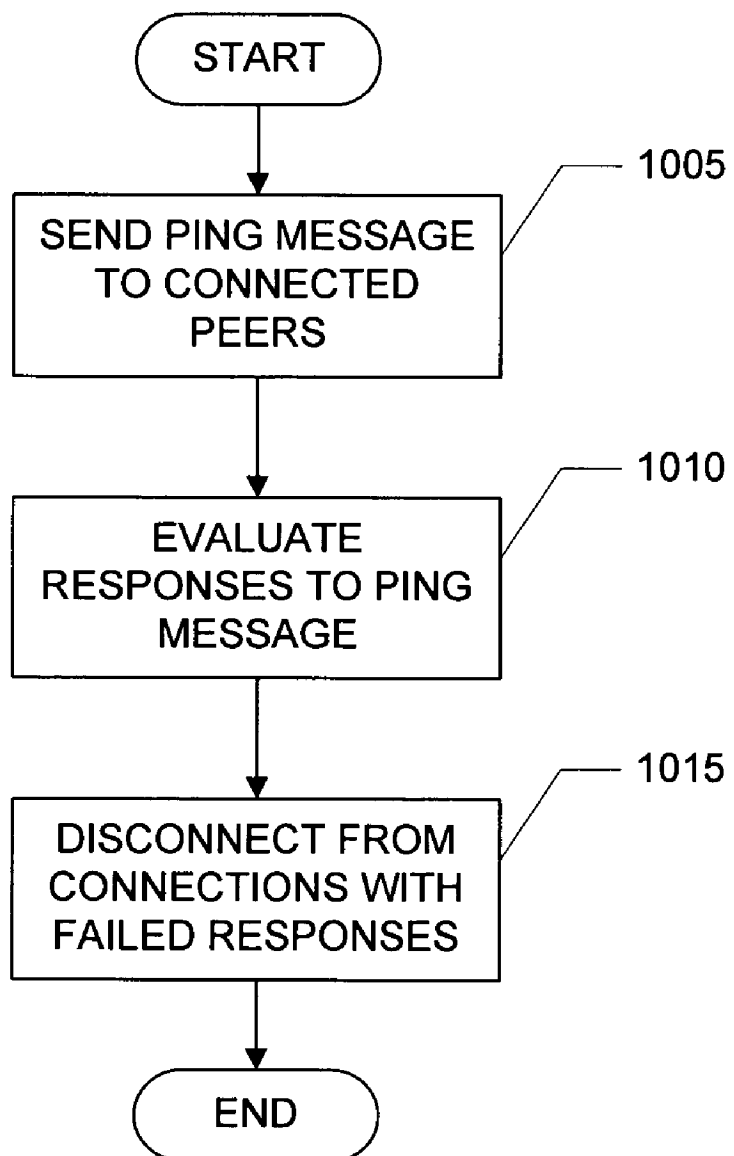 START
1005
SEND PING MESSAGE
TO CONNECTED
PEERS
1010
EVALUATE
RESPONSES TO PING
MESSAGE
1015
DISCONNECT FROM
CONNECTIONS WITH
FAILED RESPONSES
END